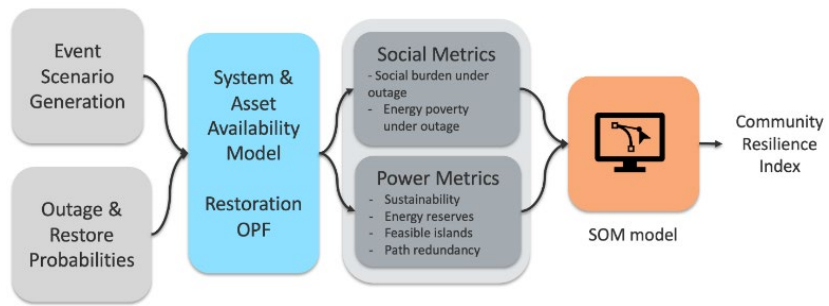 Event
Scenario
Generation
Outage &
Restore
Probabilities
System &
Asset
Availability
Model
Restoration
OPF
Social Metrics
- Social burden under
outage
- Energy poverty
under outage
Power Metrics
- Sustainability
- Energy reserves
- Feasible islands
- Path redundancy
SOM model
Community
Resilience
Index